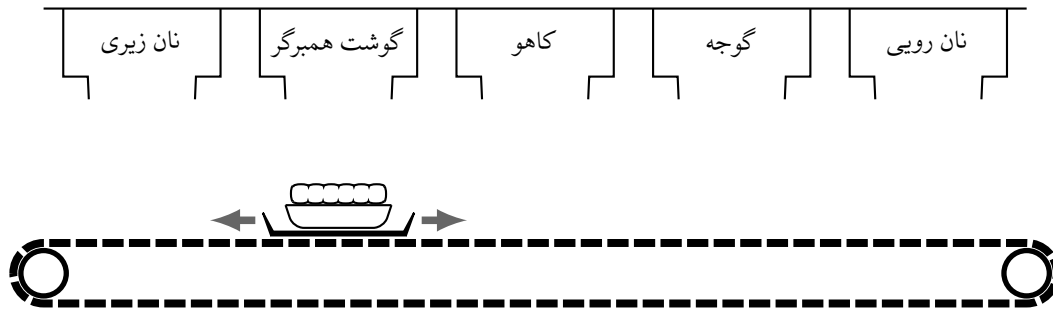 نان زیری
گوشت همبرگر
کاهو
گوجه
نان رویی